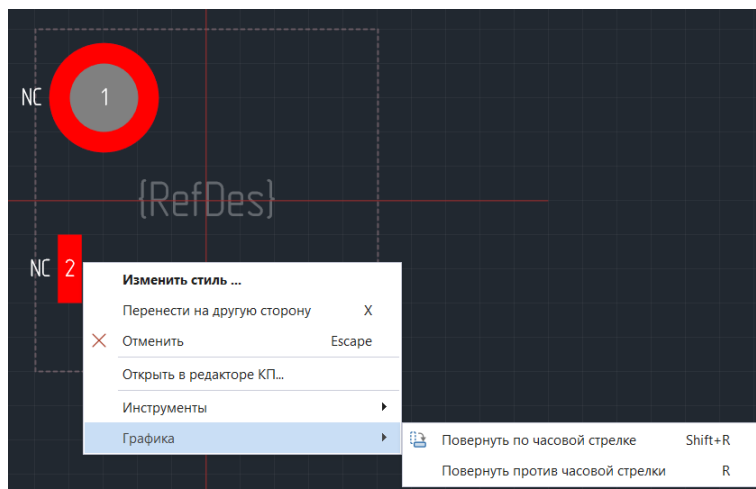 NC 1
{RefDes}
NC 2
Изменить стиль ...
Перенести на другую сторону X
Отменить Escape
Открыть в редакторе КП...
Инструменты
Графика
Повернуть по часовой стрелке Shift+R
Повернуть против часовой стрелки R